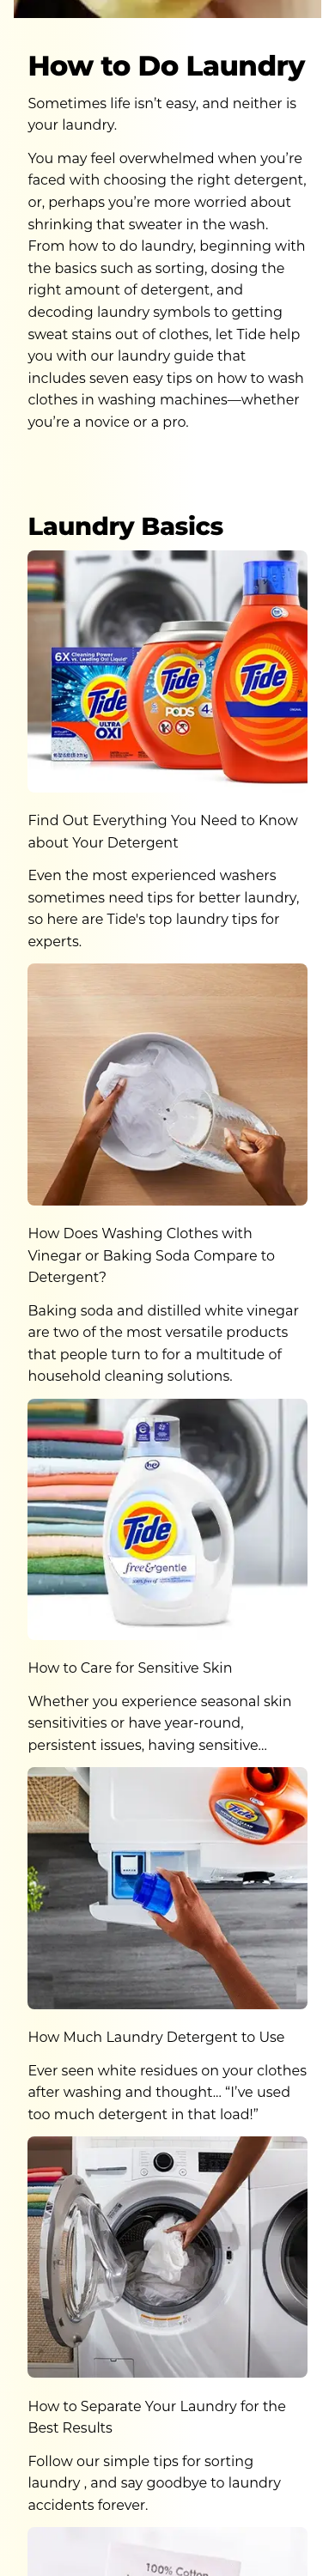 How to Do Laundry
Sometimes life isn’t easy, and neither is
your laundry.
You may feel overwhelmed when you’re
faced with choosing the right detergent,
or, perhaps you’re more worried about
shrinking that sweater in the wash.
From how to do laundry, beginning with
the basics such as sorting, dosing the
right amount of detergent, and
decoding laundry symbols to getting
sweat stains out of clothes, let Tide help
you with our laundry guide that
includes seven easy tips on how to wash
clothes in washing machines—whether
you’re a novice or a pro.
Laundry Basics
6X Cleaning Power
vs. Leading Oxi Liquid*
Tide
ULTRA
OXI
Tide
PODS
4
he
Tide
Find Out Everything You Need to Know
about Your Detergent
Even the most experienced washers
sometimes need tips for better laundry,
so here are Tide's top laundry tips for
experts.
How Does Washing Clothes with
Vinegar or Baking Soda Compare to
Detergent?
Baking soda and distilled white vinegar
are two of the most versatile products
that people turn to for a multitude of
household cleaning solutions.
he
Tide
free&gentle
How to Care for Sensitive Skin
Whether you experience seasonal skin
sensitivities or have year-round,
persistent issues, having sensitive...
Tide
How Much Laundry Detergent to Use
Ever seen white residues on your clothes
after washing and thought... “I’ve used
too much detergent in that load!”
How to Separate Your Laundry for the
Best Results
Follow our simple tips for sorting
laundry , and say goodbye to laundry
accidents forever.
100% Cotton